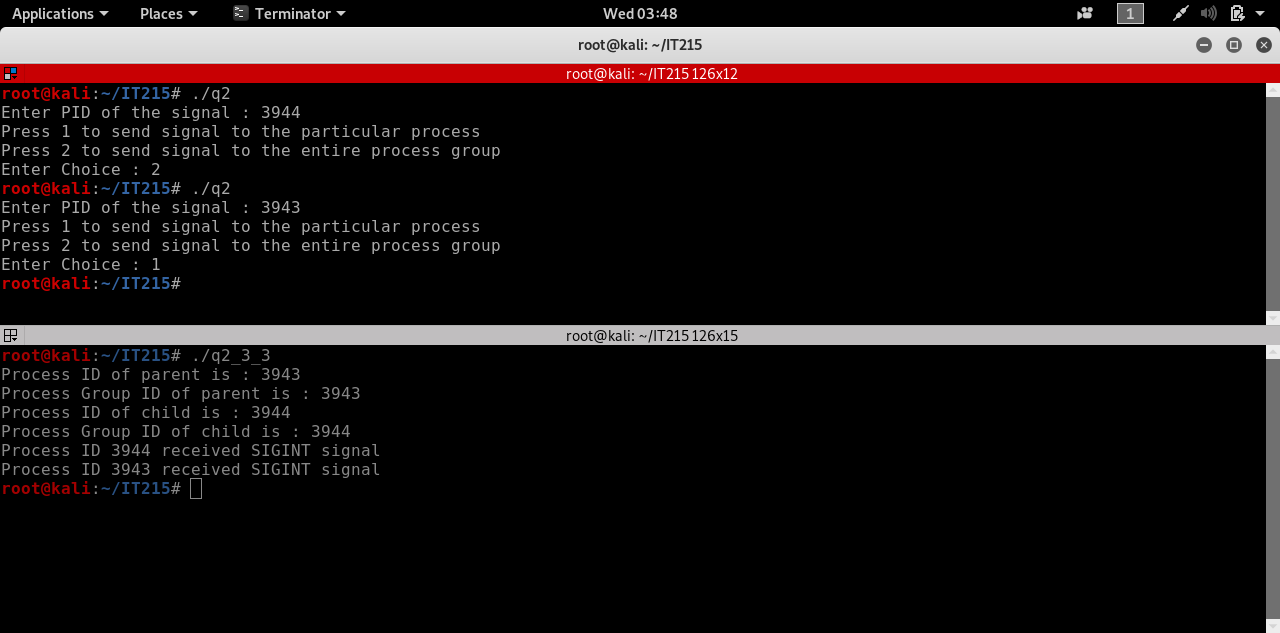 Applications Places Terminator Wed 03:48 1
root@kali: ~/IT215
root@kali: ~/IT215 126x12
root@kali:~/IT215# ./q2
Enter PID of the signal : 3944
Press 1 to send signal to the particular process
Press 2 to send signal to the entire process group
Enter Choice : 2
root@kali:~/IT215# ./q2
Enter PID of the signal : 3943
Press 1 to send signal to the particular process
Press 2 to send signal to the entire process group
Enter Choice : 1
root@kali:~/IT215#
root@kali: ~/IT215 126x15
root@kali:~/IT215# ./q2_3_3
Process ID of parent is : 3943
Process Group ID of parent is : 3943
Process ID of child is : 3944
Process Group ID of child is : 3944
Process ID 3944 received SIGINT signal
Process ID 3943 received SIGINT signal
root@kali:~/IT215#